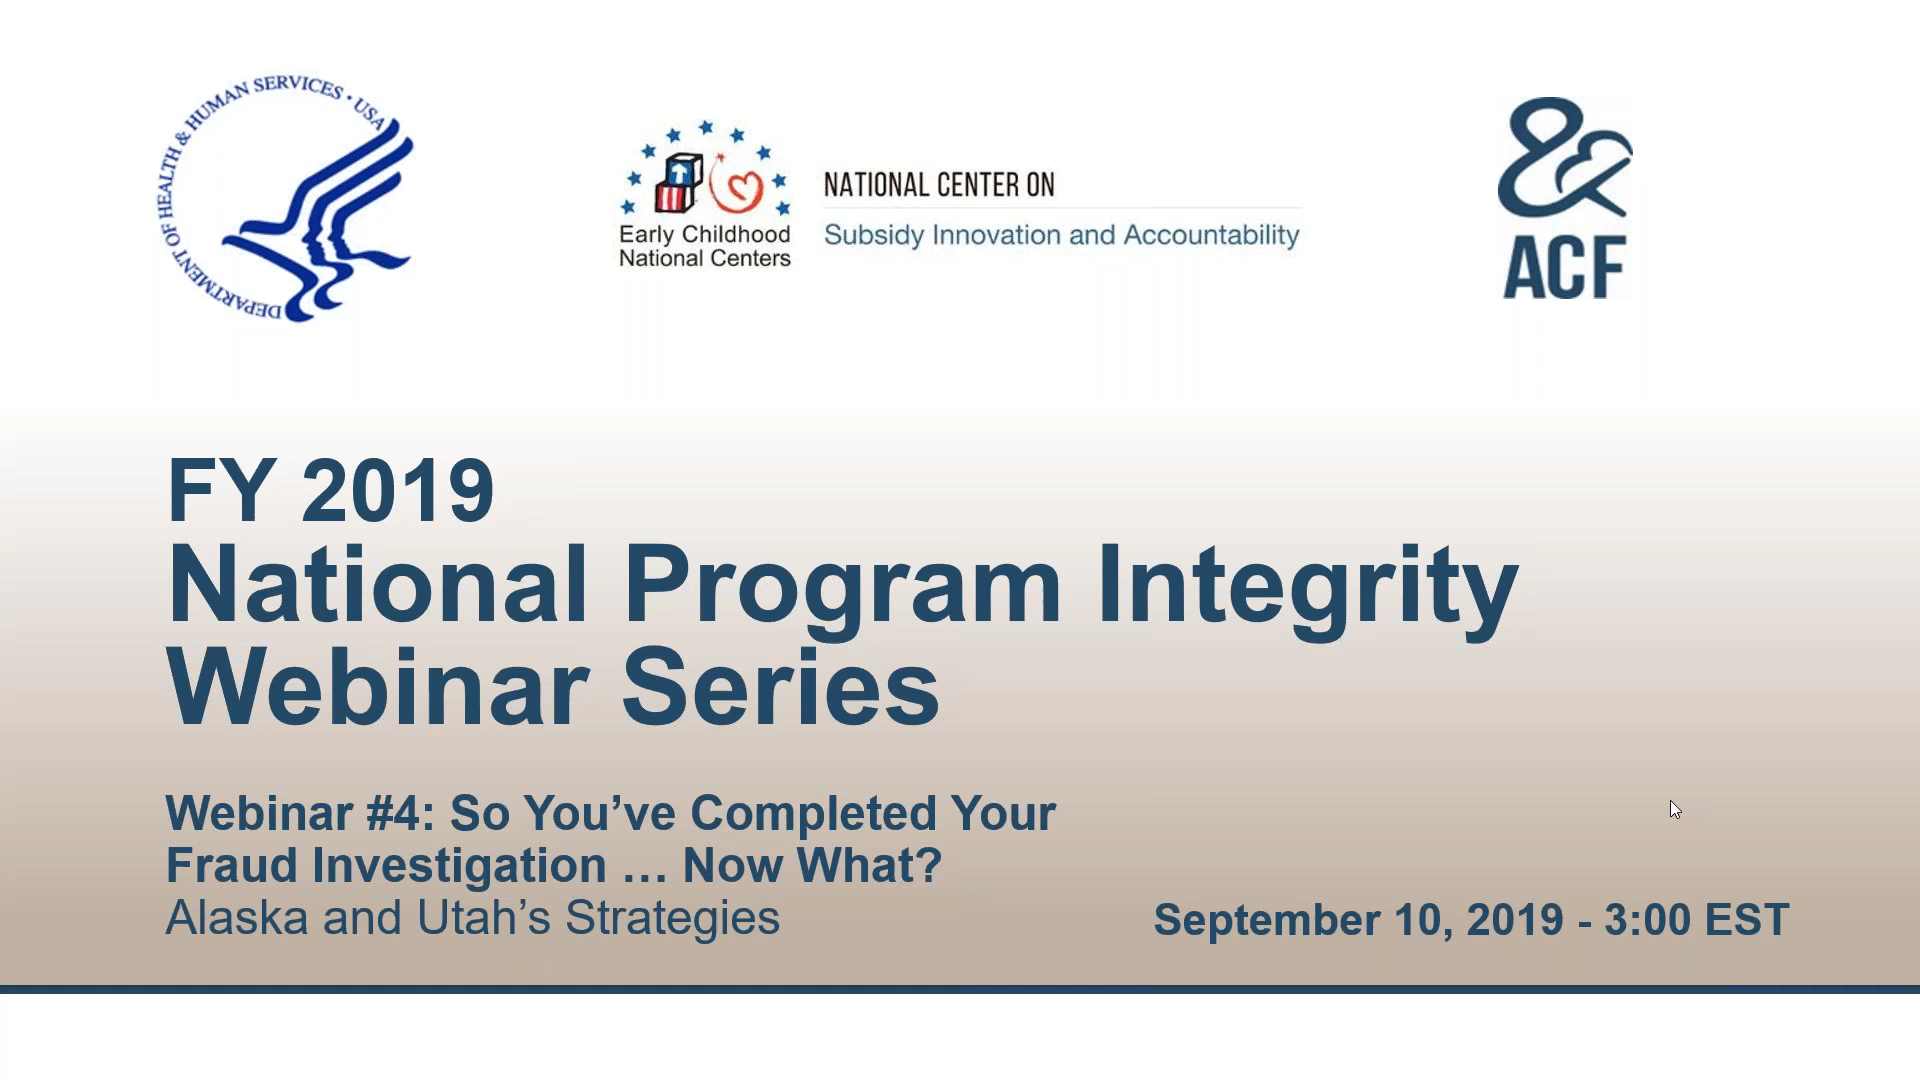 DEPARTMENT OF HEALTH & HUMAN SERVICES • USA
Early Childhood
National Centers
NATIONAL CENTER ON
Subsidy Innovation and Accountability
ACF
FY 2019
National Program Integrity
Webinar Series
Webinar #4: So You’ve Completed Your
Fraud Investigation … Now What?
Alaska and Utah’s Strategies
September 10, 2019 - 3:00 EST